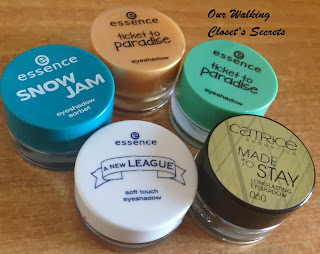 Our Walking
Closet's Secrets
essence
ticket to
paradise
eyeshadow
essence
ticket to
paradise
eyeshadow
essence
SNOW
JAM
eyeshadow
sorbet
essence
A NEW LEAGUE
soft touch
eyeshadow
CATRICE
MADE
TO STAY
LONGLASTING
EYESHADOW
060